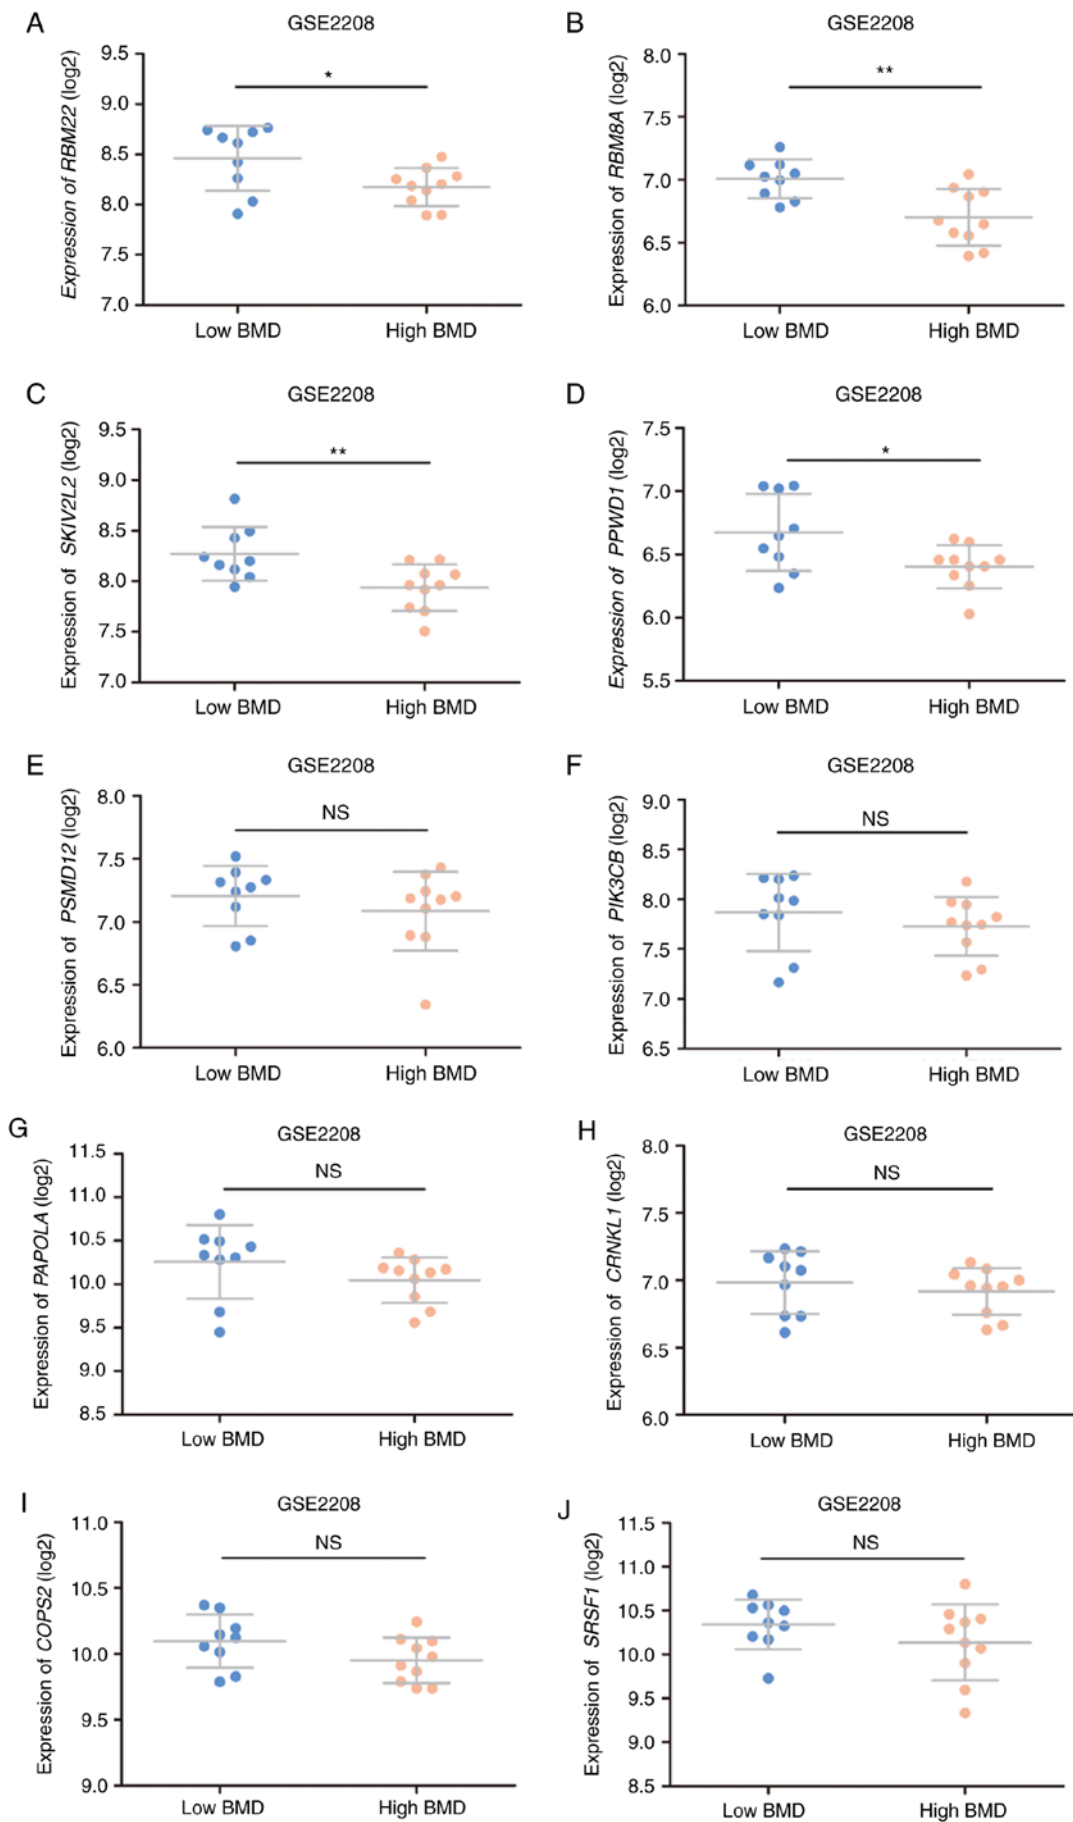 A
GSE2208
Expression of RBM22 (log2)
9.5
9.0
8.5
8.0
7.5
7.0
*
Low BMD
High BMD
B
GSE2208
Expression of RBM8A (log2)
8.0
7.5
7.0
6.5
6.0
**
Low BMD
High BMD
C
GSE2208
Expression of SKIV2L2 (log2)
9.5
9.0
8.5
8.0
7.5
7.0
**
Low BMD
High BMD
D
GSE2208
Expression of PPWD1 (log2)
7.5
7.0
6.5
6.0
5.5
*
Low BMD
High BMD
E
GSE2208
Expression of PSMD12 (log2)
8.0
7.5
7.0
6.5
6.0
NS
Low BMD
High BMD
F
GSE2208
Expression of PIK3CB (log2)
9.0
8.5
8.0
7.5
7.0
6.5
NS
Low BMD
High BMD
G
GSE2208
Expression of PAPOLA (log2)
11.5
11.0
10.5
10.0
9.5
9.0
8.5
NS
Low BMD
High BMD
H
GSE2208
Expression of CRNKL1 (log2)
8.0
7.5
7.0
6.5
6.0
NS
Low BMD
High BMD
I
GSE2208
Expression of COPS2 (log2)
11.0
10.5
10.0
9.5
9.0
NS
Low BMD
High BMD
J
GSE2208
Expression of SRSF1 (log2)
11.5
11.0
10.5
10.0
9.5
9.0
8.5
NS
Low BMD
High BMD